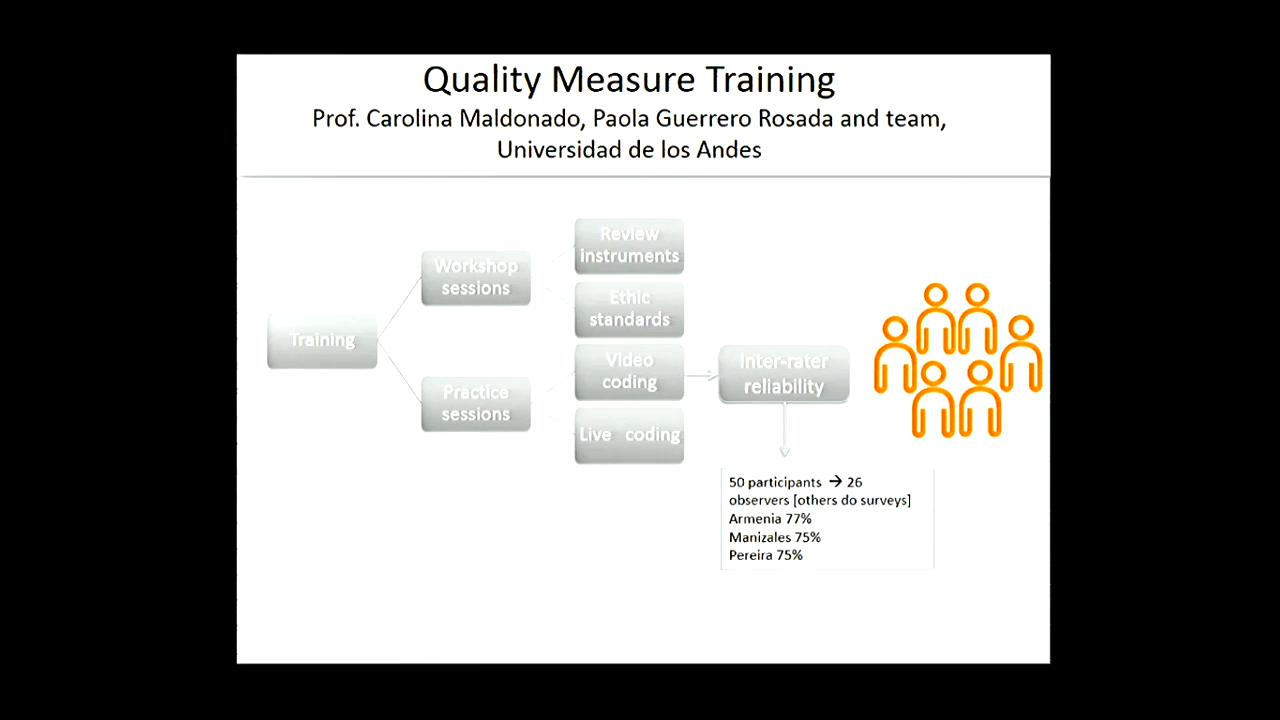 Quality Measure Training
Prof. Carolina Maldonado, Paola Guerrero Rosada and team,
Universidad de los Andes
Training
Workshop
sessions
Practice
sessions
Review
instruments
Ethic
standards
Video
coding
Live coding
Inter-rater
reliability
50 participants → 26
observers [others do surveys]
Armenia 77%
Manizales 75%
Pereira 75%